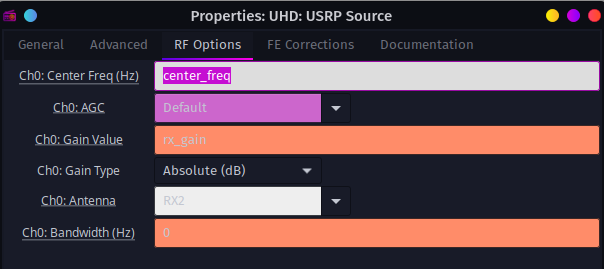 Properties: UHD: USRP Source
General Advanced RF Options FE Corrections Documentation
Ch0: Center Freq (Hz) center_freq
Ch0: AGC Default
Ch0: Gain Value rx_gain
Ch0: Gain Type Absolute (dB)
Ch0: Antenna RX2
Ch0: Bandwidth (Hz) 0